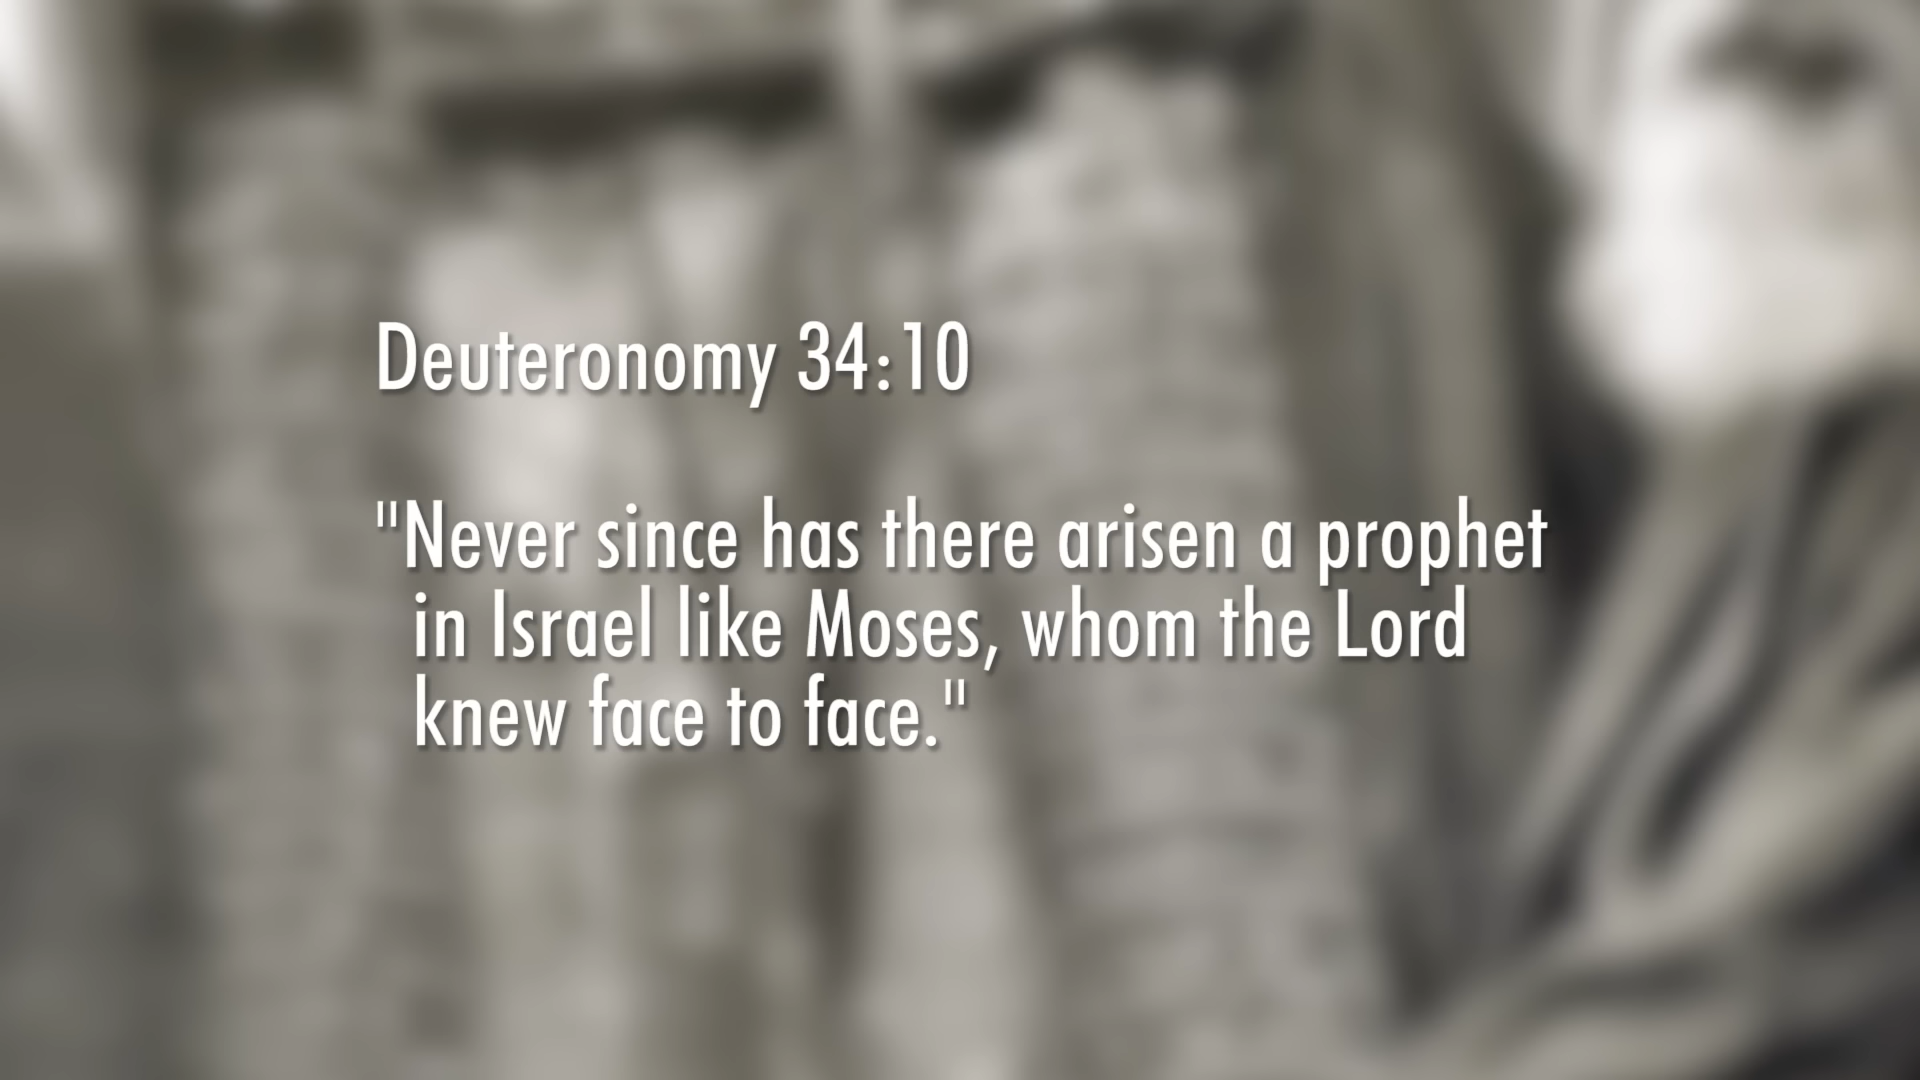 Deuteronomy 34:10
"Never since has there arisen a prophet
in Israel like Moses, whom the Lord
knew face to face."